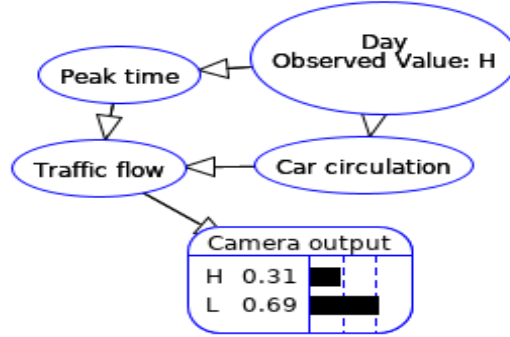 Day
Observed Value: H
Peak time
Traffic flow
Car circulation
Camera output
H 0.31
L 0.69